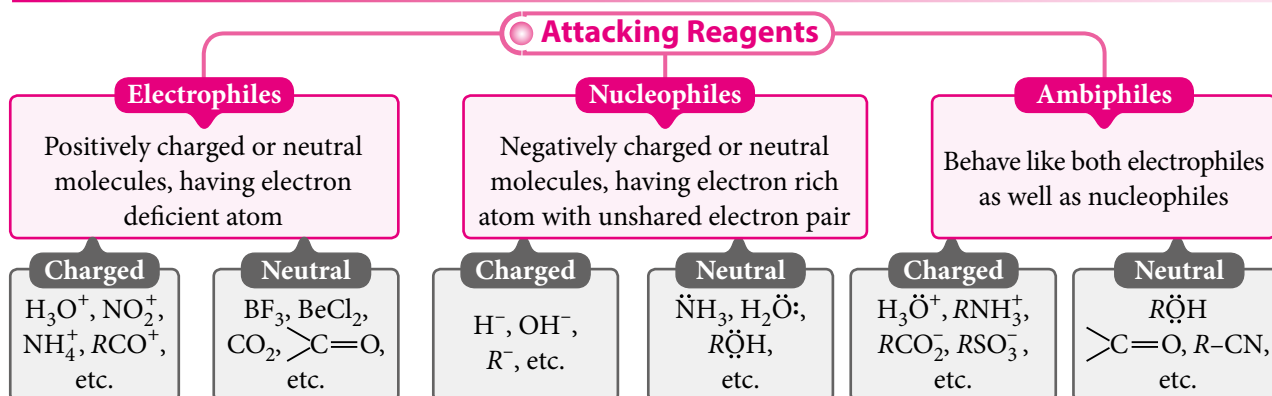 Attacking Reagents
Electrophiles
Positively charged or neutral
molecules, having electron
deficient atom
Charged
H₃O⁺, NO₂⁺,
NH₄⁺, RCO⁺,
etc.
Neutral
BF₃, BeCl₂,
CO₂, >C=O,
etc.
Nucleophiles
Negatively charged or neutral
molecules, having electron rich
atom with unshared electron pair
Charged
H⁻, OH⁻,
R⁻, etc.
Neutral
N̈H₃, H₂Ö:,
RÖ̤H,
etc.
Ambiphiles
Behave like both electrophiles
as well as nucleophiles
Charged
H₃Ö⁺, RNH₃⁺
RCO₂⁻, RSO₃⁻
etc.
Neutral
RÖ̤H
>C=O, R–CN,
etc.